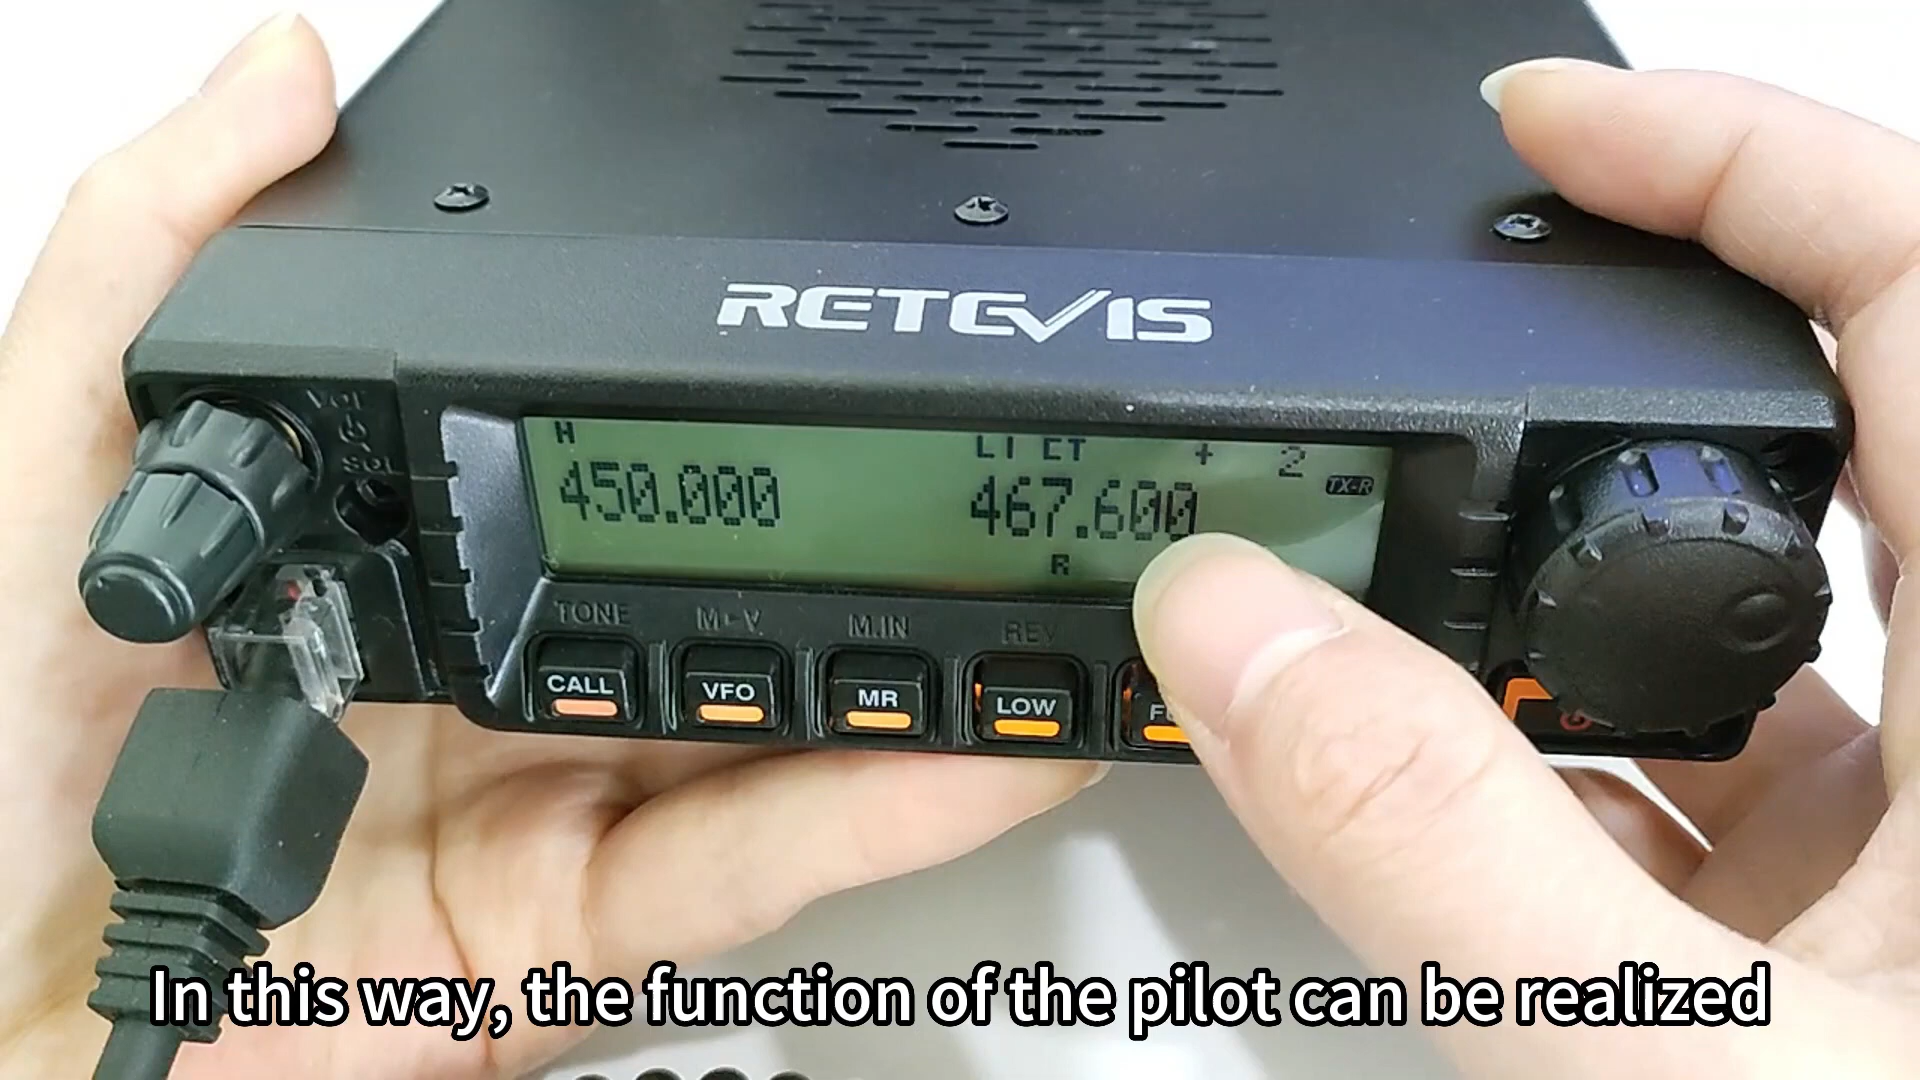 RETEVIS
VOL
SQL
H
LT CT + 2
450.000 467.600 TX-R
R
TONE M►V M.IN REV
CALL VFO MR LOW
In this way, the function of the pilot can be realized